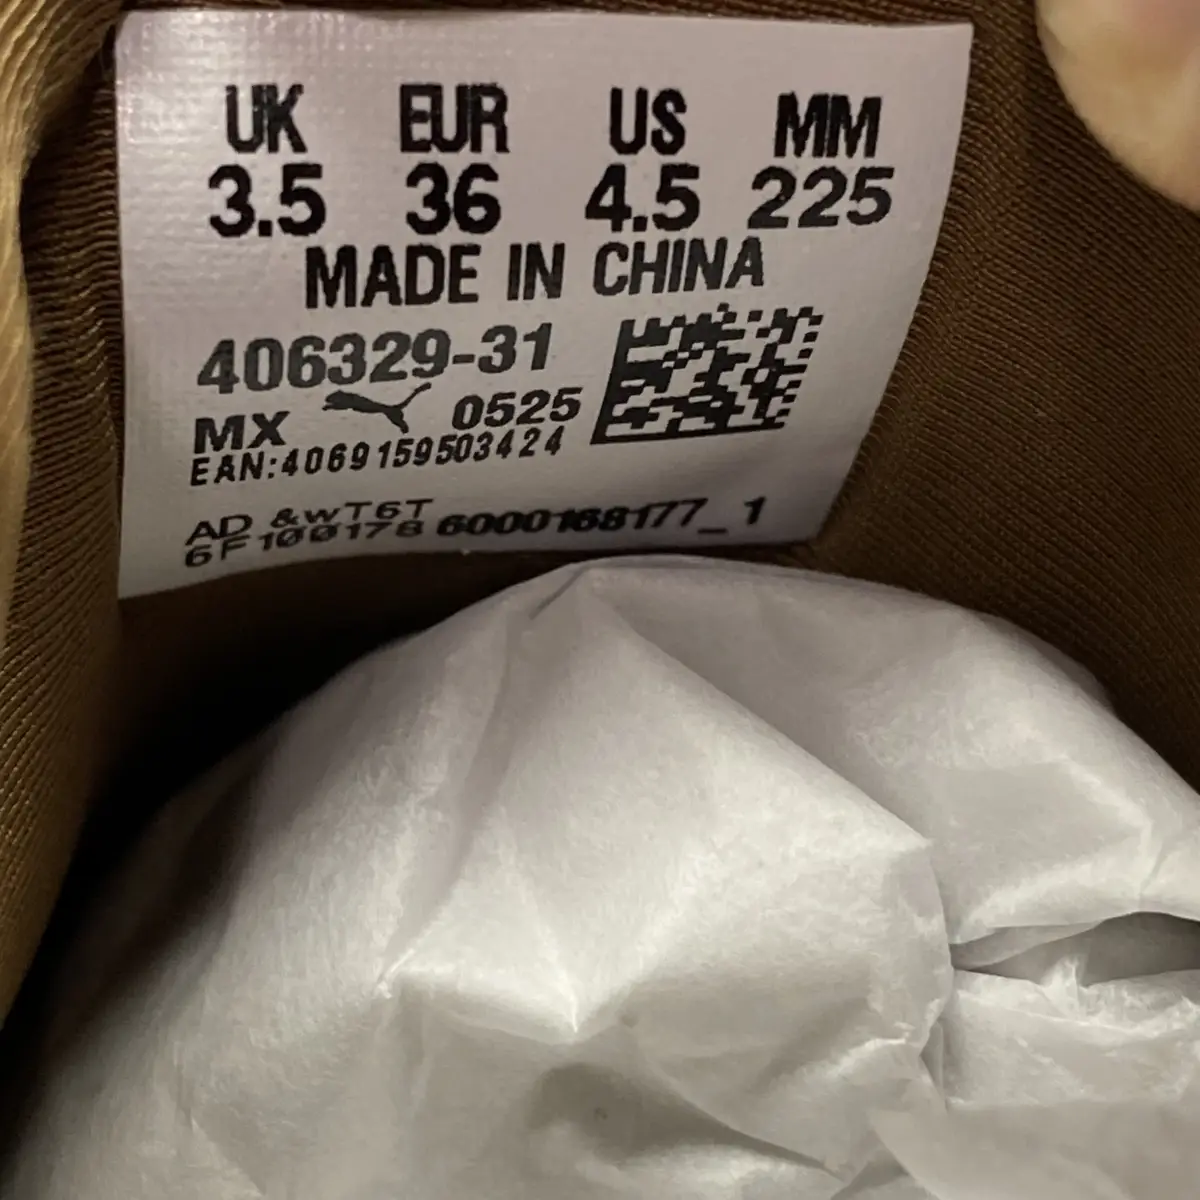 UK EUR US MM
3.5 36 4.5 225
MADE IN CHINA
406329-31
MX 0525
EAN:4069159503424
AD &wT6T
6F100178 6000168177_1